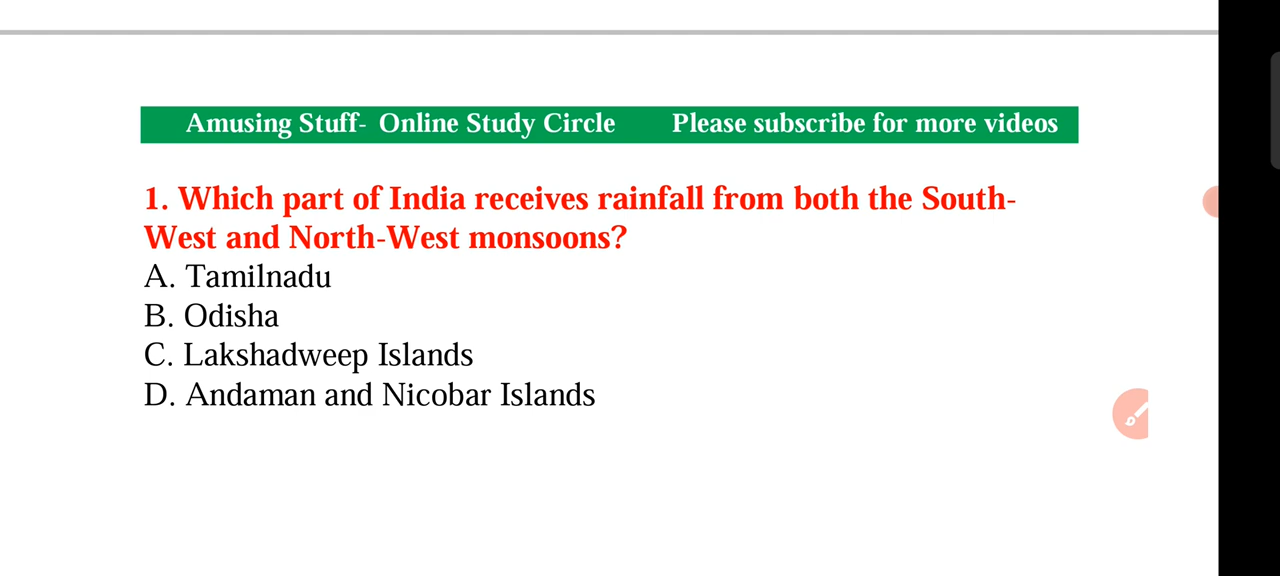 Amusing Stuff- Online Study Circle Please subscribe for more videos
1. Which part of India receives rainfall from both the South-
West and North-West monsoons?
A. Tamilnadu
B. Odisha
C. Lakshadweep Islands
D. Andaman and Nicobar Islands